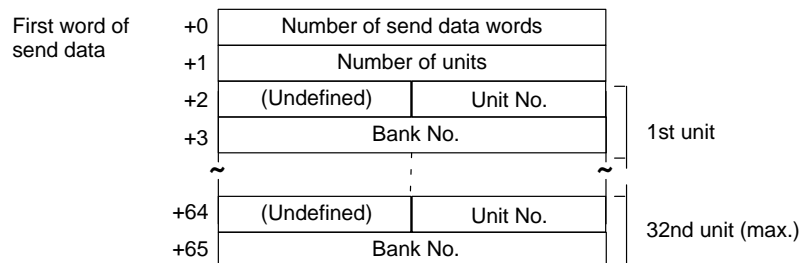 First word of
send data
+0 Number of send data words
+1 Number of units
+2 (Undefined) Unit No.
+3 Bank No.
1st unit
~ ~
+64 (Undefined) Unit No.
+65 Bank No.
32nd unit (max.)